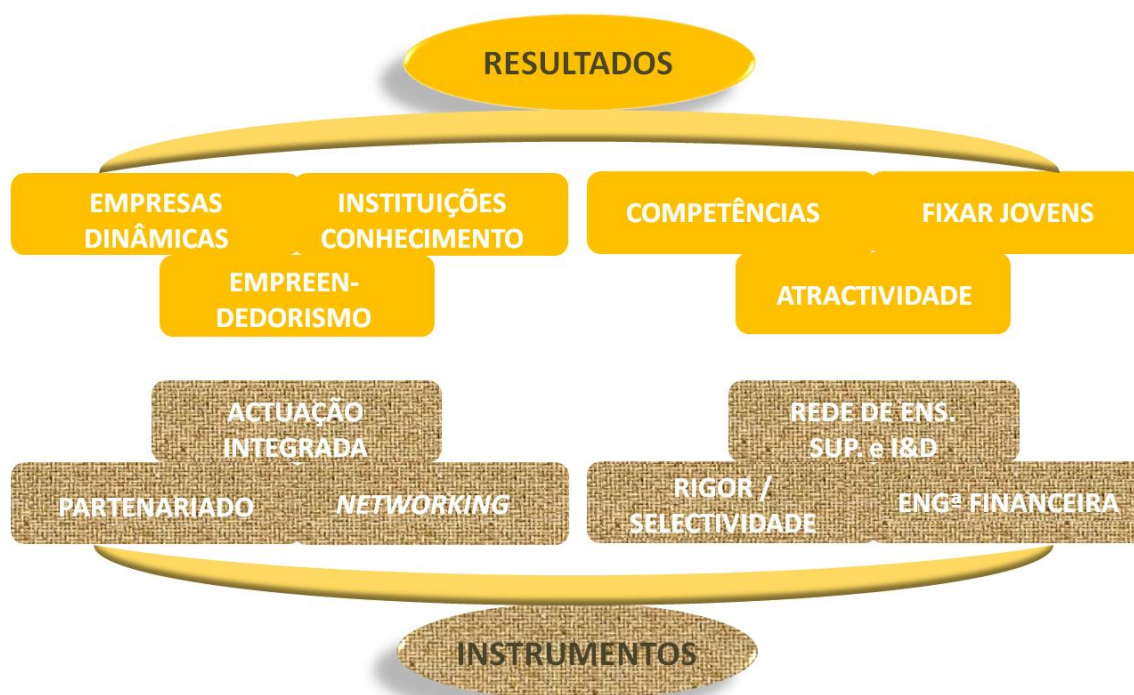 RESULTADOS
EMPRESAS
DINÂMICAS
INSTITUIÇÕES
CONHECIMENTO
EMPREEN-
DEDORISMO
COMPETÊNCIAS
FIXAR JOVENS
ATRACTIVIDADE
ACTUAÇÃO
INTEGRADA
PARTENARIADO
NETWORKING
REDE DE ENS.
SUP. e I&D
RIGOR /
SELECTIVIDADE
ENGª FINANCEIRA
INSTRUMENTOS